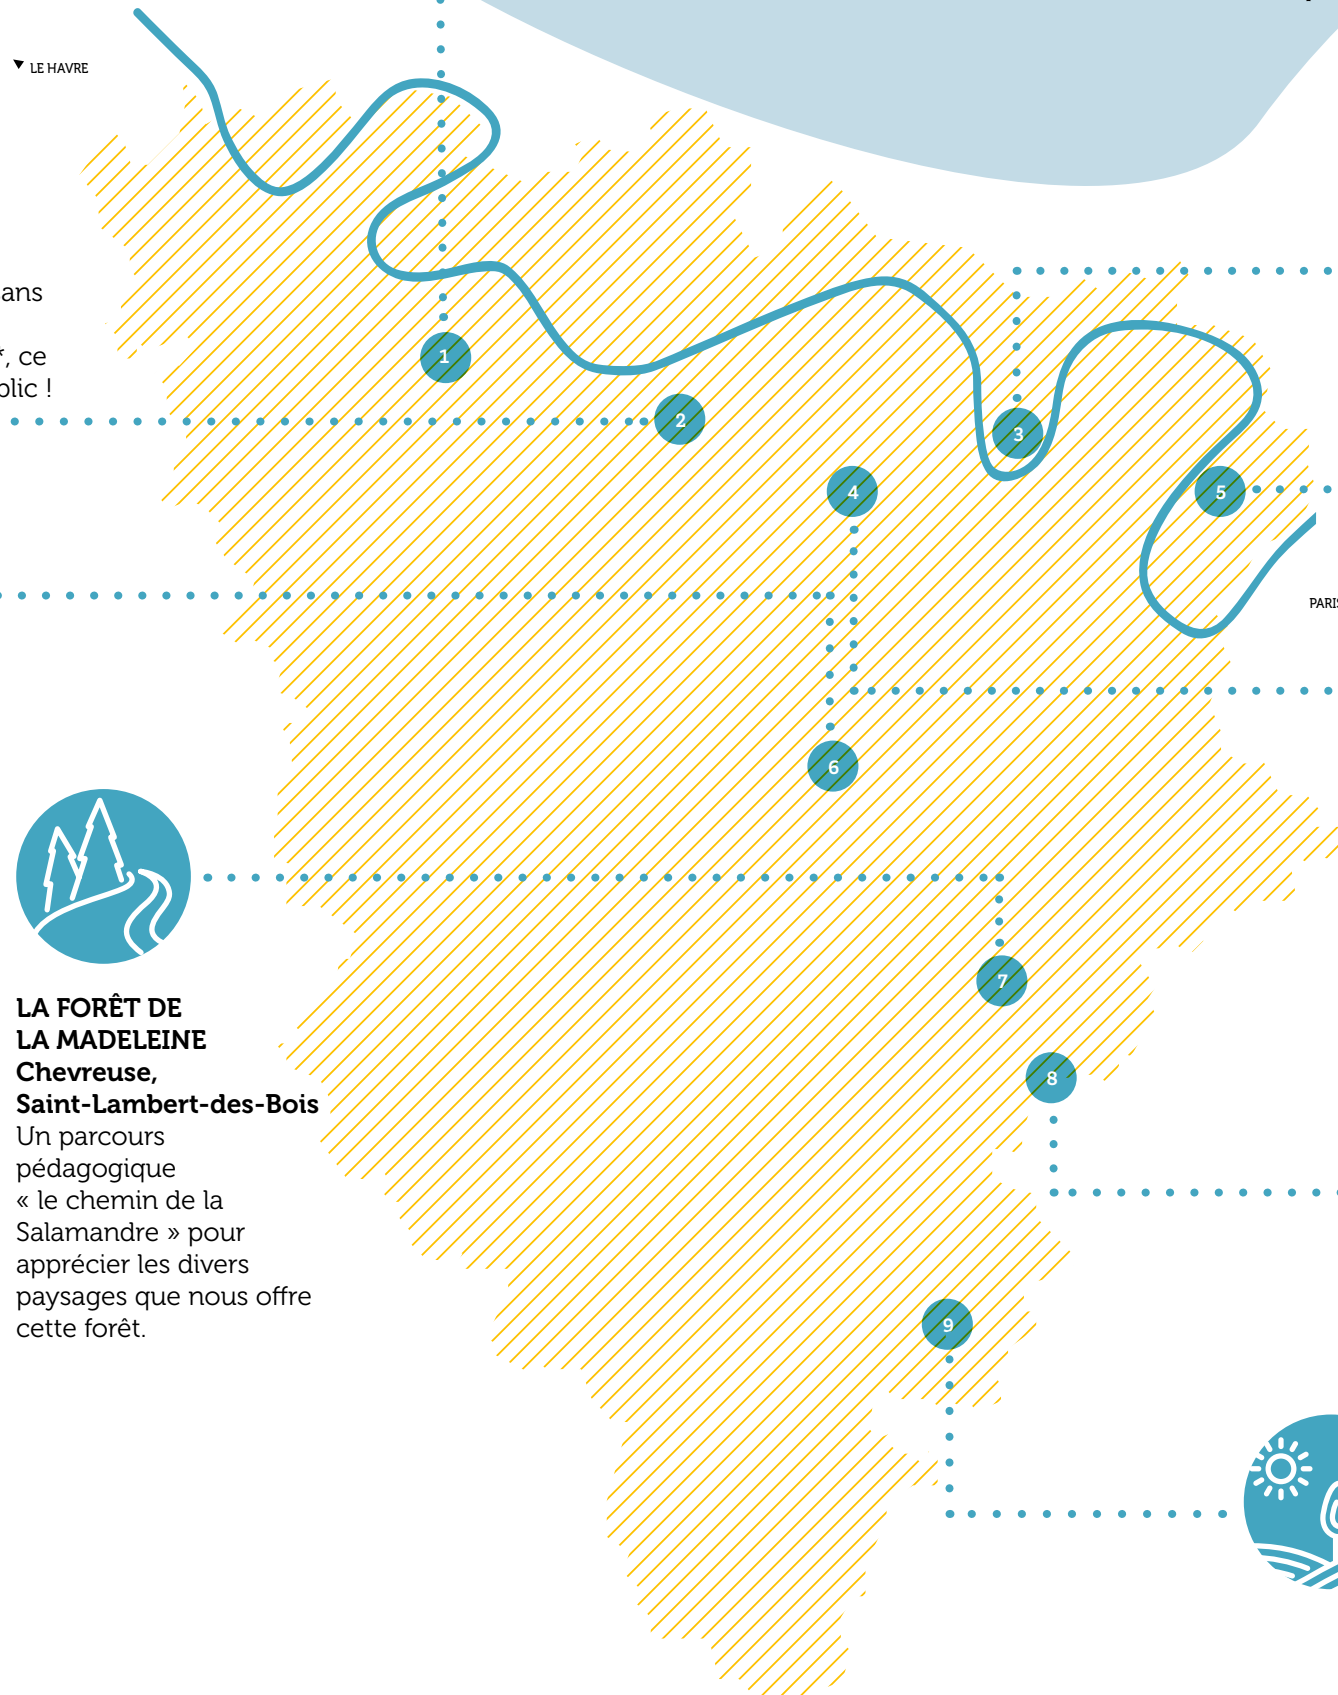 LE HAVRE
ans
, ce
lic !
1
2
3
4
5
PARIS
6
7
8
9
LA FORÊT DE
LA MADELEINE
Chevreuse,
Saint-Lambert-des-Bois
Un parcours
pédagogique
« le chemin de la
Salamandre » pour
apprécier les divers
paysages que nous offre
cette forêt.